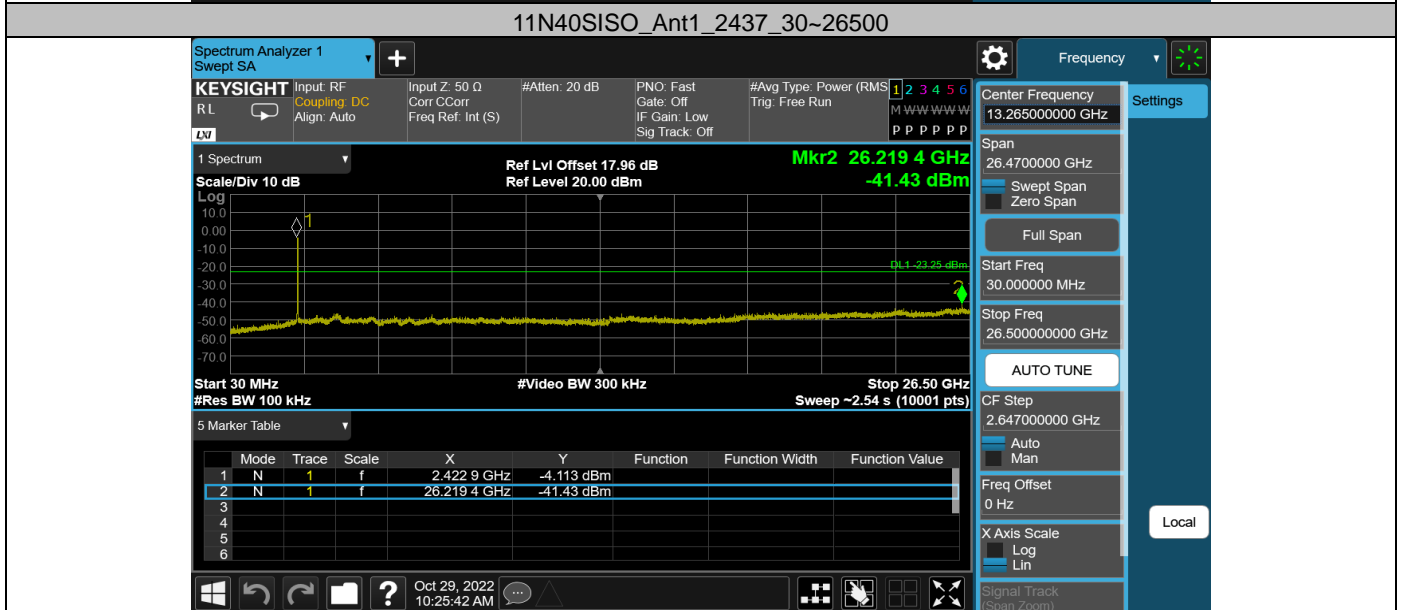 11N40SISO_Ant1_2437_30~26500
Spectrum Analyzer 1
Swept SA
+
Frequency
KEYSIGHT
RL
LXI
Input: RF
Coupling: DC
Align: Auto
Input Z: 50 Ω
Corr CCorr
Freq Ref: Int (S)
#Atten: 20 dB
PNO: Fast
Gate: Off
IF Gain: Low
Sig Track: Off
#Avg Type: Power (RMS
Trig: Free Run
1 2 3 4 5 6
M W W W W W
P P P P P P
1 Spectrum
Ref Lvl Offset 17.96 dB
Mkr2 26.219 4 GHz
Scale/Div 10 dB
Ref Level 20.00 dBm
-41.43 dBm
Log
10.0
0.00
-10.0
-20.0
-30.0
-40.0
-50.0
-60.0
-70.0
1
DL1 -23.25 dBm
2
Start 30 MHz
#Video BW 300 kHz
Stop 26.50 GHz
#Res BW 100 kHz
Sweep ~2.54 s (10001 pts)
5 Marker Table
Mode Trace Scale X Y Function Function Width Function Value
1 N 1 f 2.422 9 GHz -4.113 dBm
2 N 1 f 26.219 4 GHz -41.43 dBm
3
4
5
6
Center Frequency
13.265000000 GHz
Settings
Span
26.4700000 GHz
Swept Span
Zero Span
Full Span
Start Freq
30.000000 MHz
Stop Freq
26.500000000 GHz
AUTO TUNE
CF Step
2.647000000 GHz
Auto
Man
Freq Offset
0 Hz
Local
X Axis Scale
Log
Lin
Signal Track
(Span Zoom)
?
Oct 29, 2022
10:25:42 AM